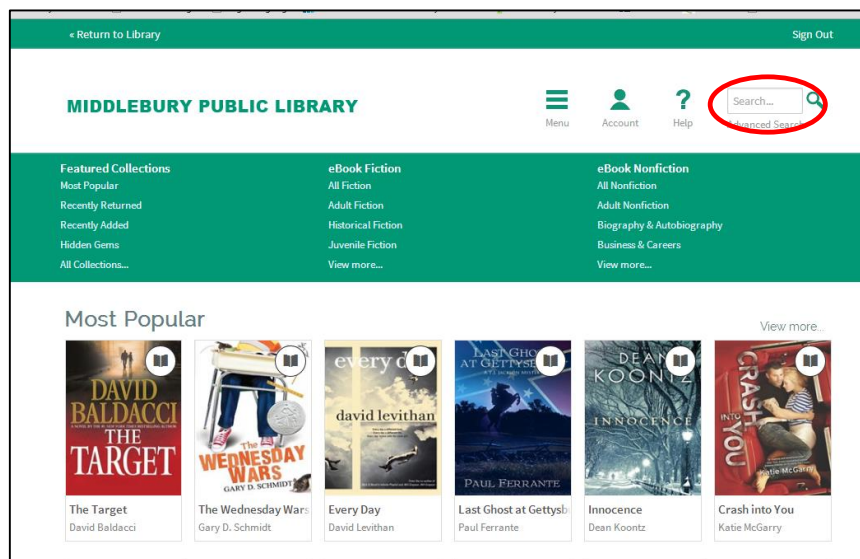 « Return to Library
Sign Out
MIDDLEBURY PUBLIC LIBRARY
Menu
Account
Help
Search...
Advanced Search
Featured Collections
Most Popular
Recently Returned
Recently Added
Hidden Gems
All Collections...
eBook Fiction
All Fiction
Adult Fiction
Historical Fiction
Juvenile Fiction
View more...
eBook Nonfiction
All Nonfiction
Adult Nonfiction
Biography & Autobiography
Business & Careers
View more...
Most Popular
View more...
DAVID
BALDACCI
THE
TARGET
The
WEDNESDAY
WARS
GARY D. SCHMIDT
every d
david levithan
LAST GHO
AT GETTYSB
PAUL FERRANTE
DEAN
KOONTZ
INNOCENCE
CRASH
INTO
YOU
Katie McGarry
The Target
David Baldacci
The Wednesday Wars
Gary D. Schmidt
Every Day
David Levithan
Last Ghost at Gettysb
Paul Ferrante
Innocence
Dean Koontz
Crash into You
Katie McGarry